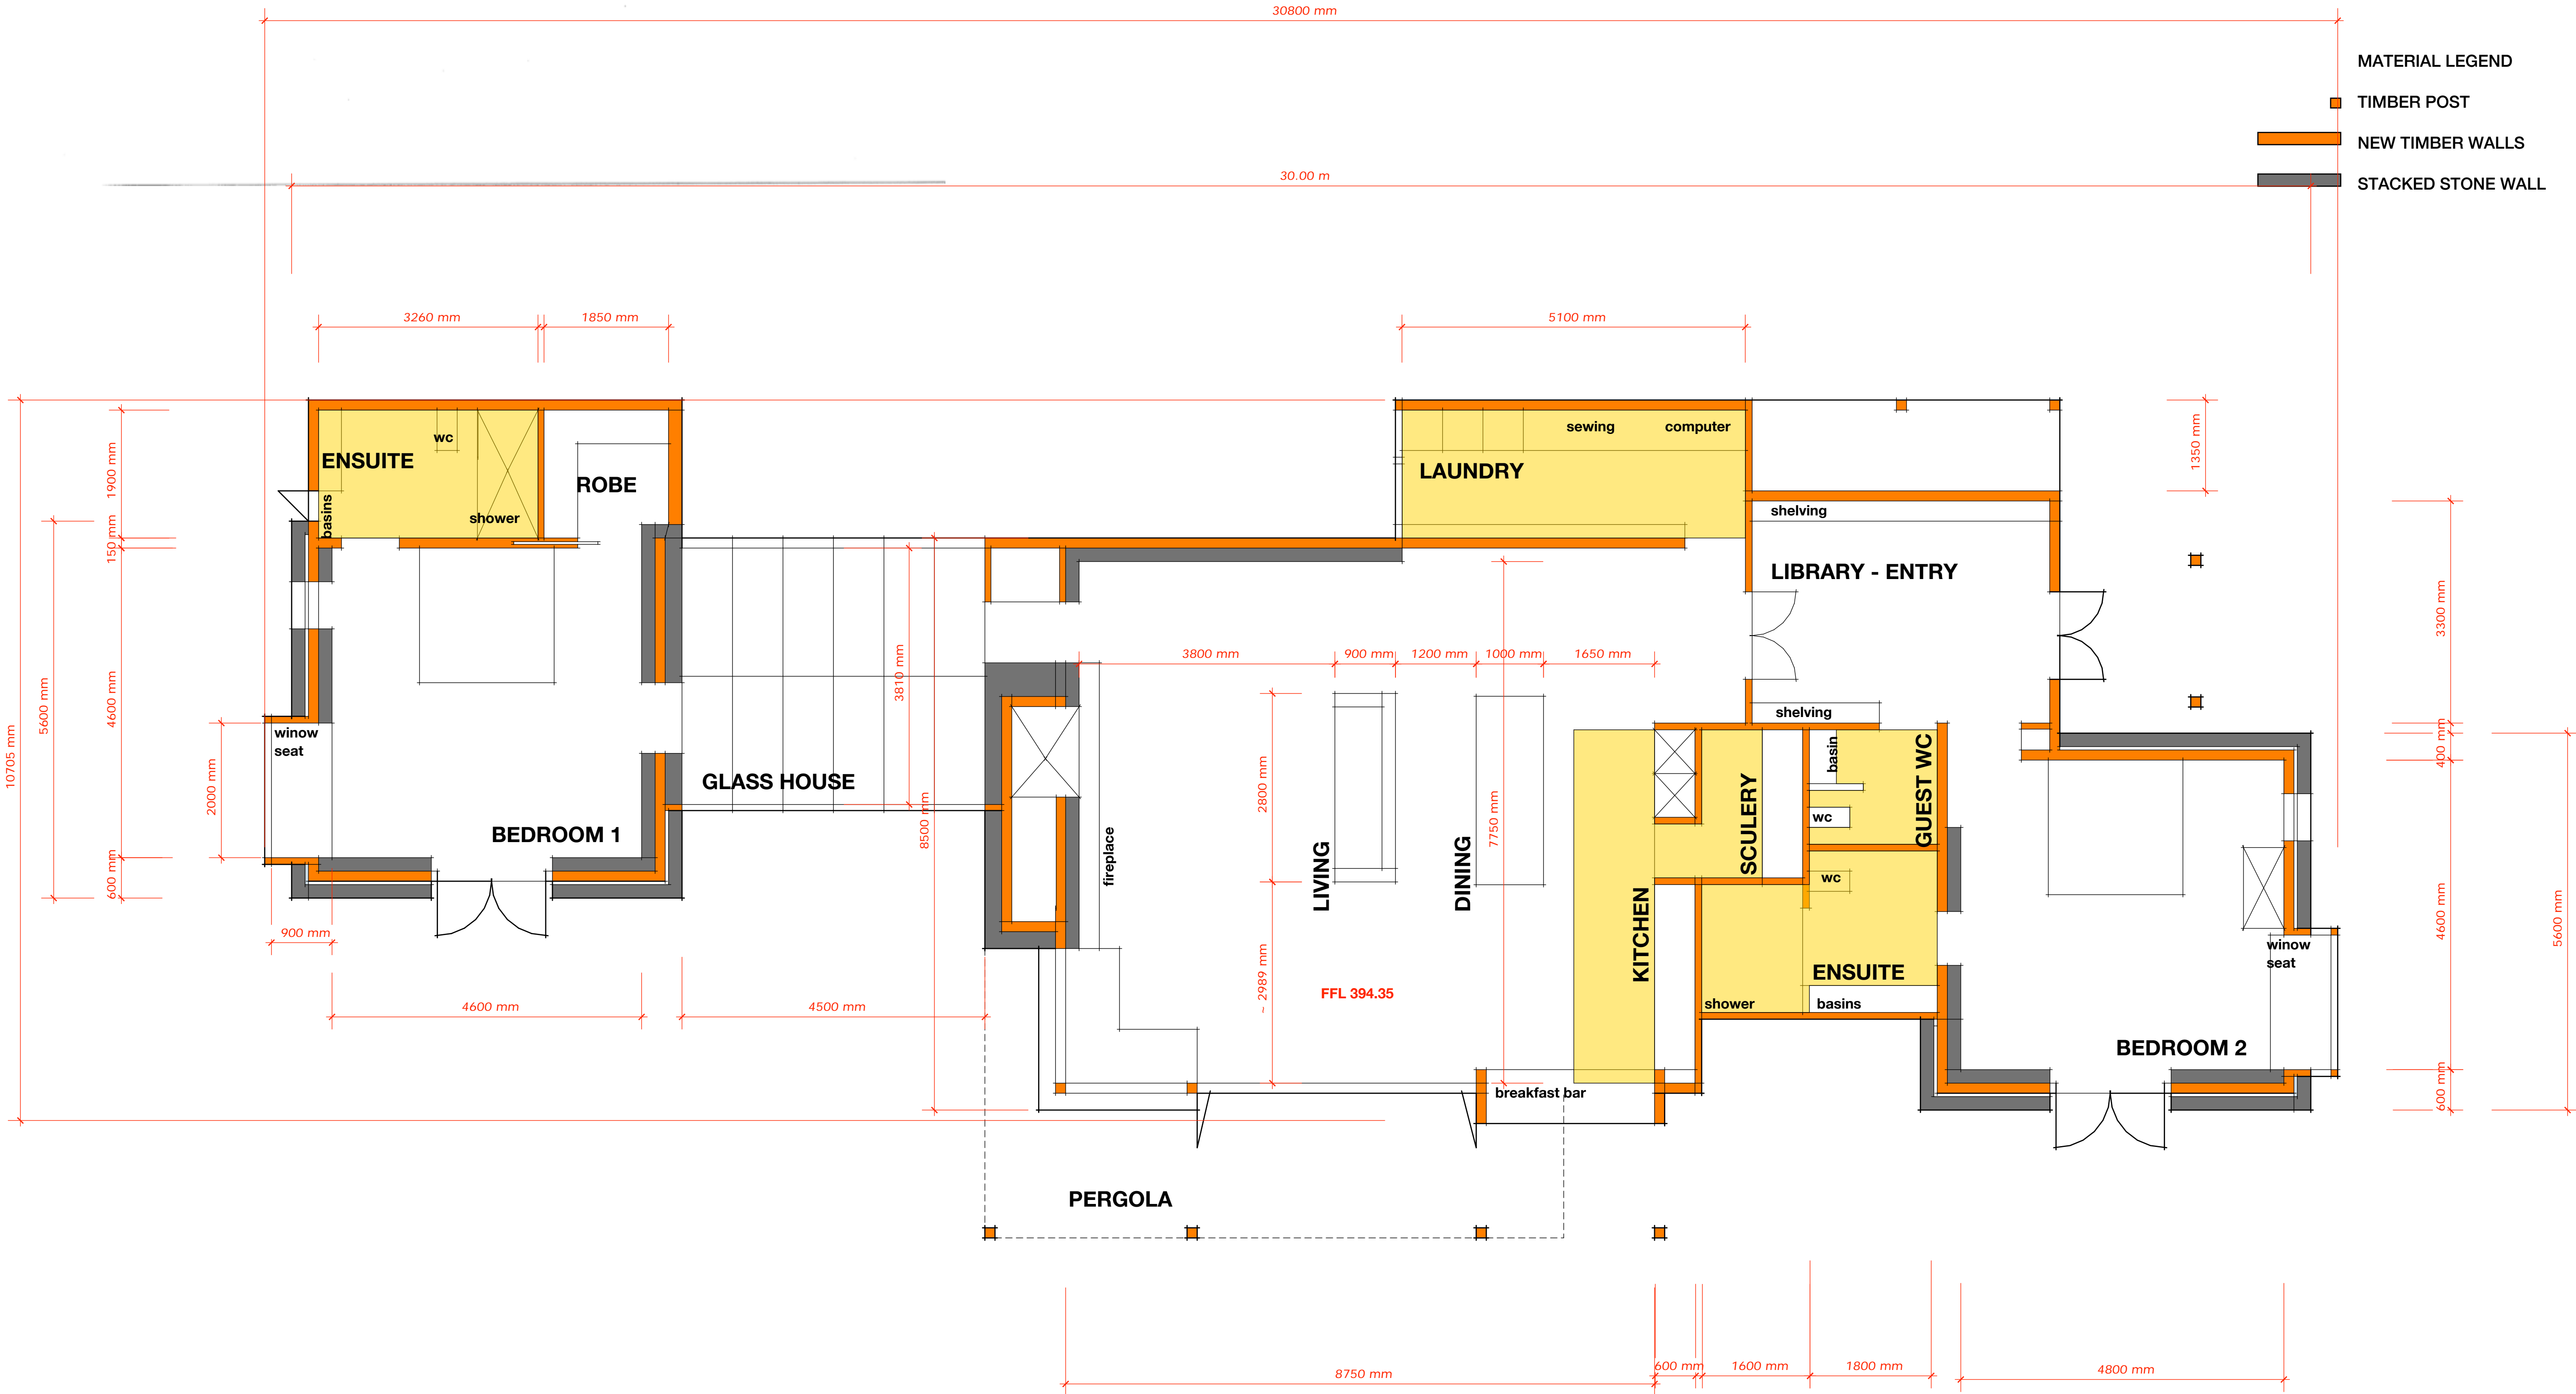 30800 mm
MATERIAL LEGEND
TIMBER POST
NEW TIMBER WALLS
STACKED STONE WALL
30.00 m
3260 mm
1850 mm
5100 mm
1900 mm
150 mm
4600 mm
600 mm
5600 mm
10705 mm
2000 mm
ENSUITE
wc
basins
shower
ROBE
winow
seat
BEDROOM 1
900 mm
4600 mm
4500 mm
GLASS HOUSE
3810 mm
8500 mm
fireplace
sewing
computer
LAUNDRY
shelving
LIBRARY - ENTRY
shelving
1350 mm
3300 mm
400 mm
4600 mm
600 mm
5600 mm
3800 mm
900 mm
1200 mm
1000 mm
1650 mm
2800 mm
7750 mm
~ 2989 mm
LIVING
DINING
KITCHEN
SCULERY
basin
GUEST WC
wc
wc
ENSUITE
shower
basins
FFL 394.35
breakfast bar
winow
seat
BEDROOM 2
PERGOLA
8750 mm
600 mm
1600 mm
1800 mm
4800 mm